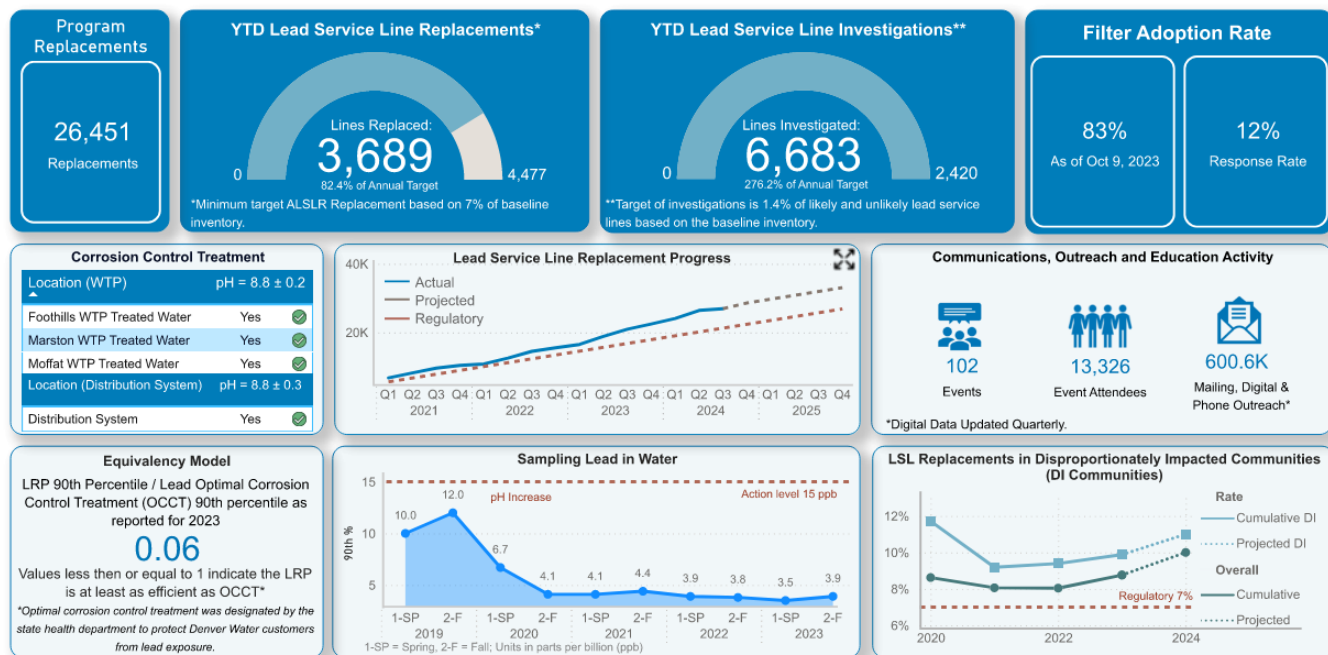 Program
Replacements
26,451
Replacements
YTD Lead Service Line Replacements*
Lines Replaced:
3,689
82.4% of Annual Target
0
4,477
*Minimum target ALSLR Replacement based on 7% of baseline
inventory.
YTD Lead Service Line Investigations**
Lines Investigated:
6,683
276.2% of Annual Target
0
2,420
**Target of investigations is 1.4% of likely and unlikely lead service
lines based on the baseline inventory.
Filter Adoption Rate
83%
As of Oct 9, 2023
12%
Response Rate
Corrosion Control Treatment
Location (WTP) pH = 8.8 ± 0.2
Foothills WTP Treated Water Yes
Marston WTP Treated Water Yes
Moffat WTP Treated Water Yes
Location (Distribution System) pH = 8.8 ± 0.3
Distribution System Yes
Lead Service Line Replacement Progress
40K
20K
Actual
Projected
Regulatory
Q1 Q2 Q3 Q4 Q1 Q2 Q3 Q4 Q1 Q2 Q3 Q4 Q1 Q2 Q3 Q4 Q1 Q2 Q3 Q4
2021 2022 2023 2024 2025
Communications, Outreach and Education Activity
102
Events
13,326
Event Attendees
600.6K
Mailing, Digital &
Phone Outreach*
*Digital Data Updated Quarterly.
Equivalency Model
LRP 90th Percentile / Lead Optimal Corrosion
Control Treatment (OCCT) 90th percentile as
reported for 2023
0.06
Values less then or equal to 1 indicate the LRP
is at least as efficient as OCCT*
*Optimal corrosion control treatment was designated by the
state health department to protect Denver Water customers
from lead exposure.
Sampling Lead in Water
90th %
15
10
5
pH Increase
Action level 15 ppb
10.0 12.0 6.7 4.1 4.1 4.4 3.9 3.8 3.5 3.9
1-SP 2-F 1-SP 2-F 1-SP 2-F 1-SP 2-F 1-SP 2-F
2019 2020 2021 2022 2023
1-SP = Spring, 2-F = Fall; Units in parts per billion (ppb)
LSL Replacements in Disproportionately Impacted Communities
(DI Communities)
12%
10%
8%
6%
Regulatory 7%
2020 2022 2024
Rate
Cumulative DI
Projected DI
Overall
Cumulative
Projected